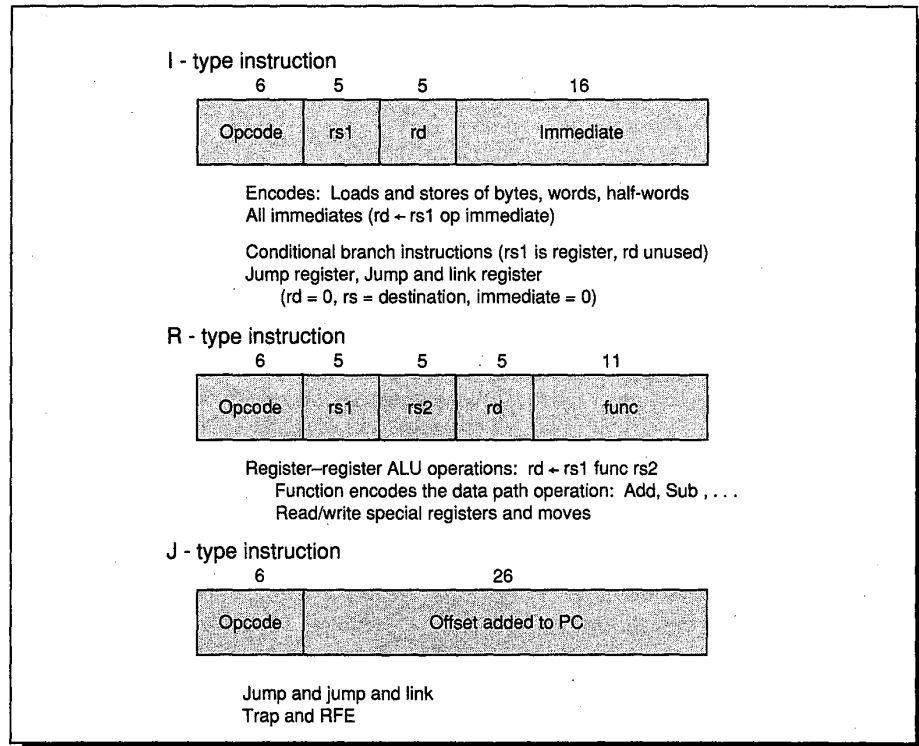 I - type instruction
6 5 5 16
Opcode rs1 rd Immediate
Encodes: Loads and stores of bytes, words, half-words
All immediates (rd ← rs1 op immediate)
Conditional branch instructions (rs1 is register, rd unused)
Jump register, Jump and link register
(rd = 0, rs = destination, immediate = 0)
R - type instruction
6 5 5 5 11
Opcode rs1 rs2 rd func
Register–register ALU operations: rd ← rs1 func rs2
Function encodes the data path operation: Add, Sub , . . .
Read/write special registers and moves
J - type instruction
6 26
Opcode Offset added to PC
Jump and jump and link
Trap and RFE